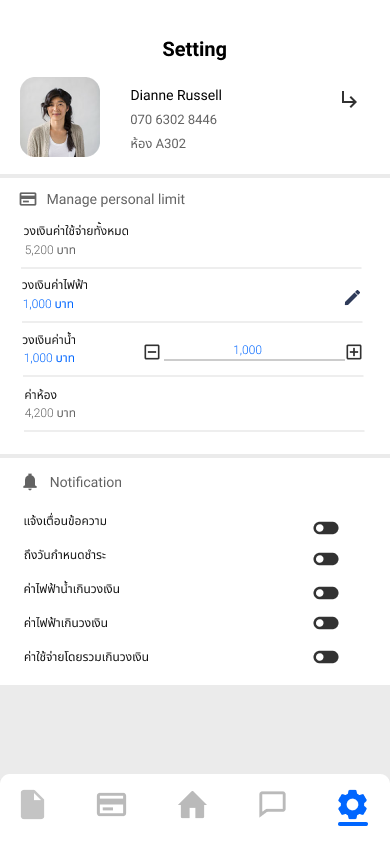 Setting
Dianne Russell
070 6302 8446
ห้อง A302
Manage personal limit
วงเงินค่าใช้จ่ายทั้งหมด
5,200 บาท
วงเงินค่าไฟฟ้า
1,000 บาท
วงเงินค่าน้ำ
1,000 บาท
1,000
ค่าห้อง
4,200 บาท
Notification
แจ้งเตือนข้อความ
ถึงวันกำหนดชำระ
ค่าไฟฟ้าน้ำเกินวงเงิน
ค่าไฟฟ้าเกินวงเงิน
ค่าใช้จ่ายโดยรวมเกินวงเงิน